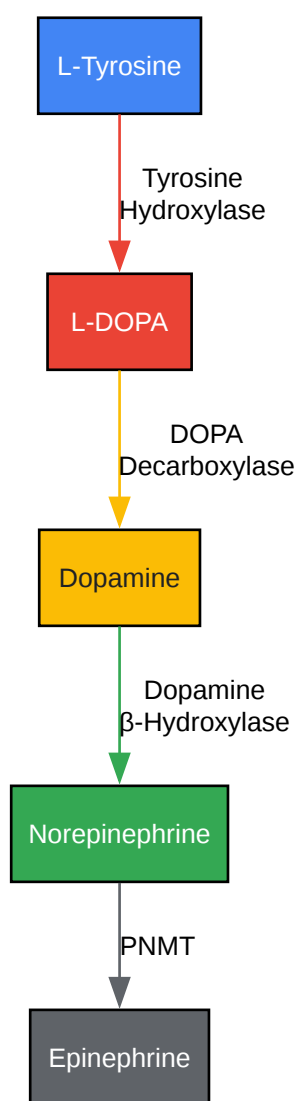 L-Tyrosine
Tyrosine
Hydroxylase
L-DOPA
DOPA
Decarboxylase
Dopamine
Dopamine
β-Hydroxylase
Norepinephrine
PNMT
Epinephrine